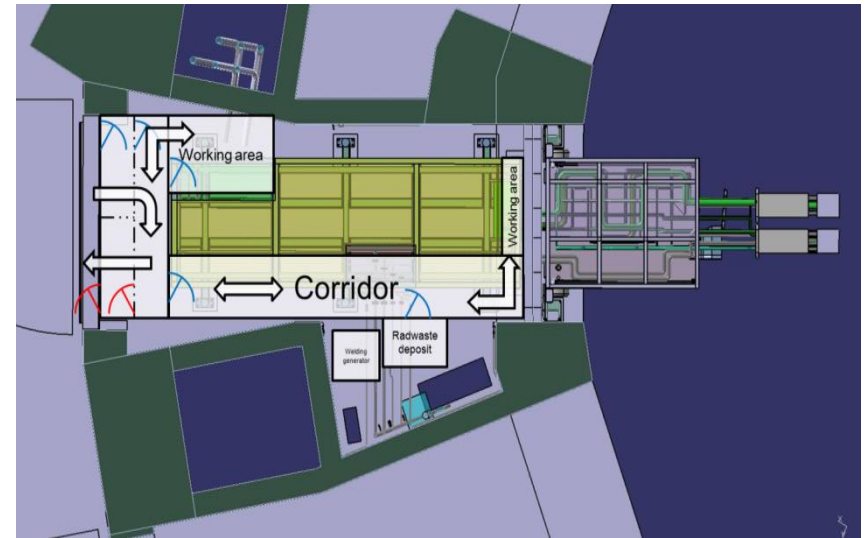 Working area
Working area
Corridor
Welding
generator
Radwaste
deposit